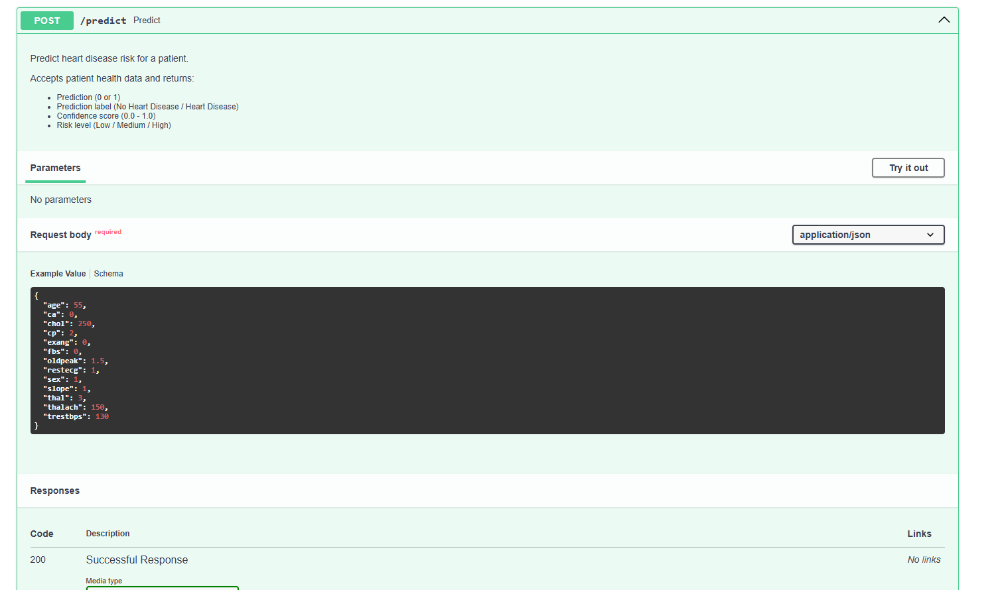 POST /predict Predict
Predict heart disease risk for a patient.
Accepts patient health data and returns:
Prediction (0 or 1)
Prediction label (No Heart Disease / Heart Disease)
Confidence score (0.0 - 1.0)
Risk level (Low / Medium / High)
Parameters Try it out
No parameters
Request body required application/json
Example Value Schema
{
"age": 55,
"ca": 0,
"chol": 250,
"cp": 2,
"exang": 0,
"fbs": 0,
"oldpeak": 1.5,
"restecg": 1,
"sex": 1,
"slope": 1,
"thal": 3,
"thalach": 150,
"trestbps": 130
}
Responses
Code Description Links
200 Successful Response No links
Media type